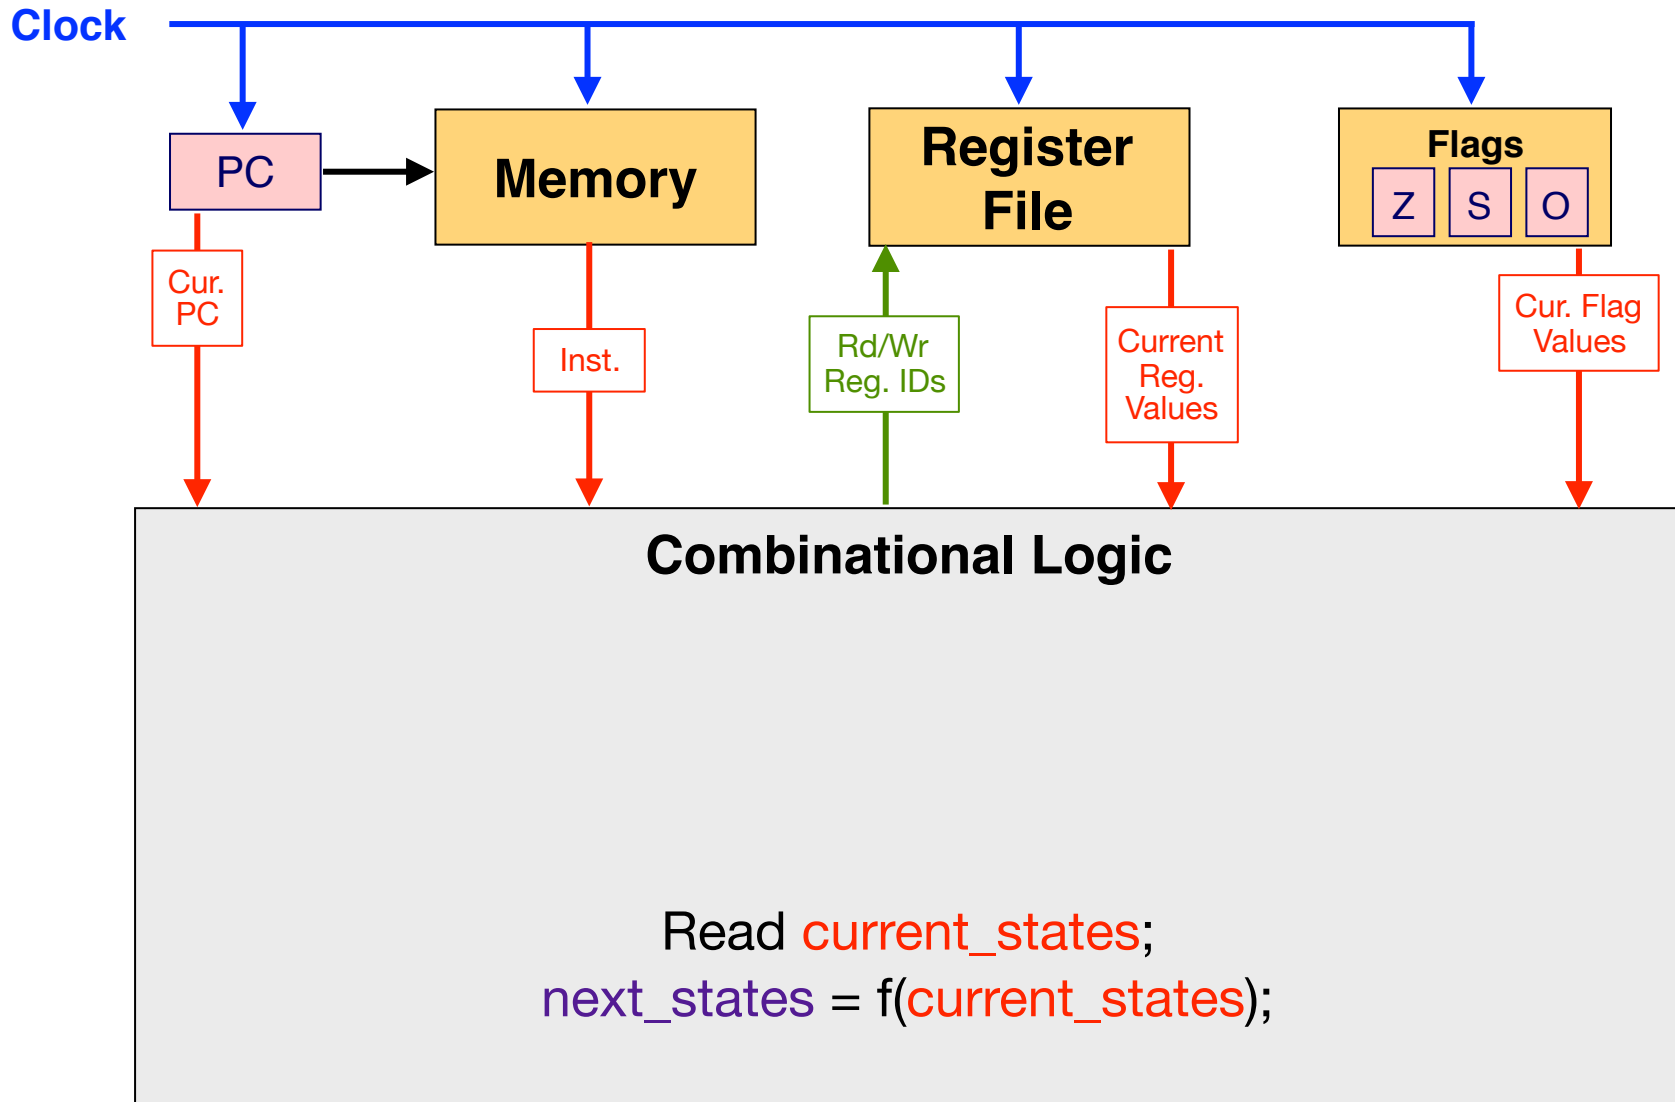 Clock
PC
Memory
Register
File
Flags
Z S O
Cur.
PC
Inst.
Rd/Wr
Reg. IDs
Current
Reg.
Values
Cur. Flag
Values
Combinational Logic
Read current_states;
next_states = f(current_states);